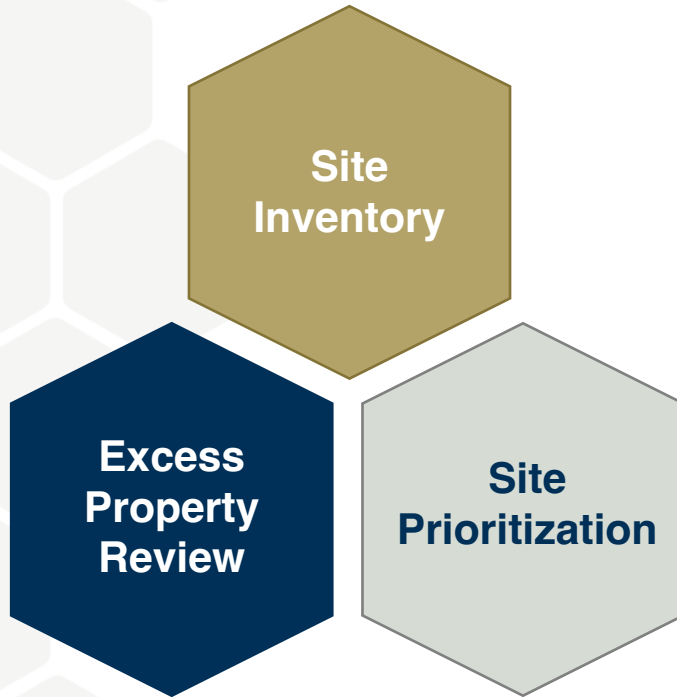 Site
Inventory
Excess
Property
Review
Site
Prioritization